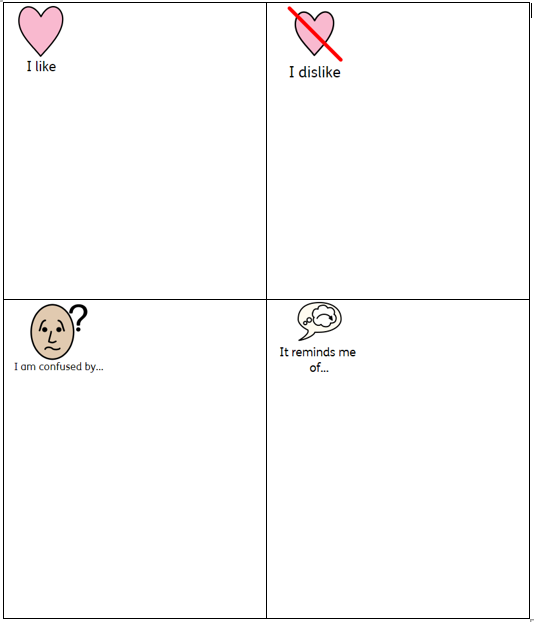 I like
I dislike
?
I am confused by...
It reminds me
of...